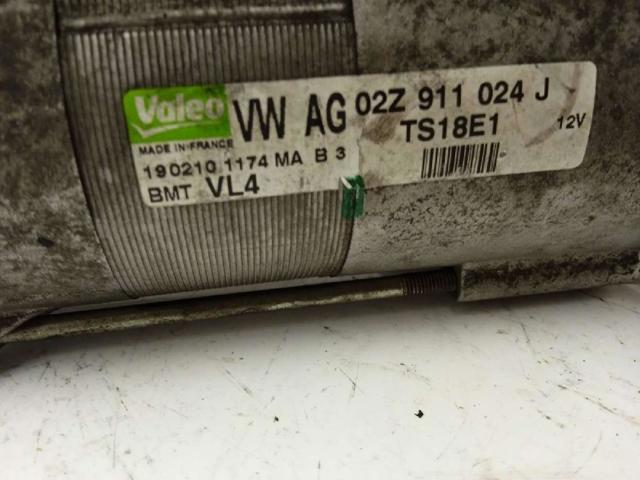 Valeo VW AG 02Z 911 024 J
MADE IN FRANCE TS18E1 12V
190210 1174 MA B 3
BMT VL4